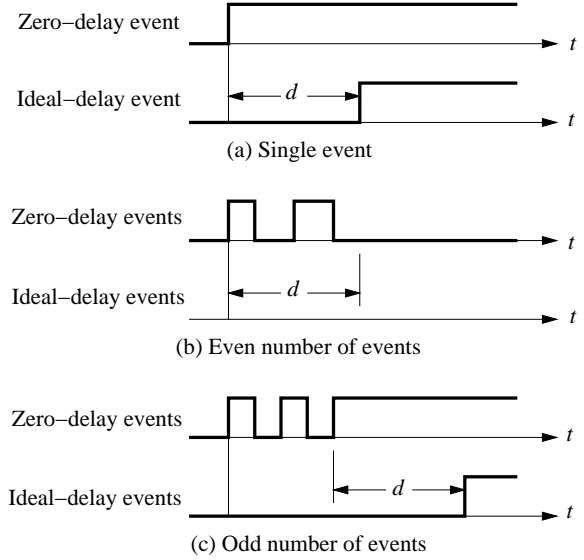 Zero−delay event
t
Ideal−delay event
d
t
(a) Single event
Zero−delay events
t
Ideal−delay events
d
t
(b) Even number of events
Zero−delay events
t
Ideal−delay events
d
t
(c) Odd number of events